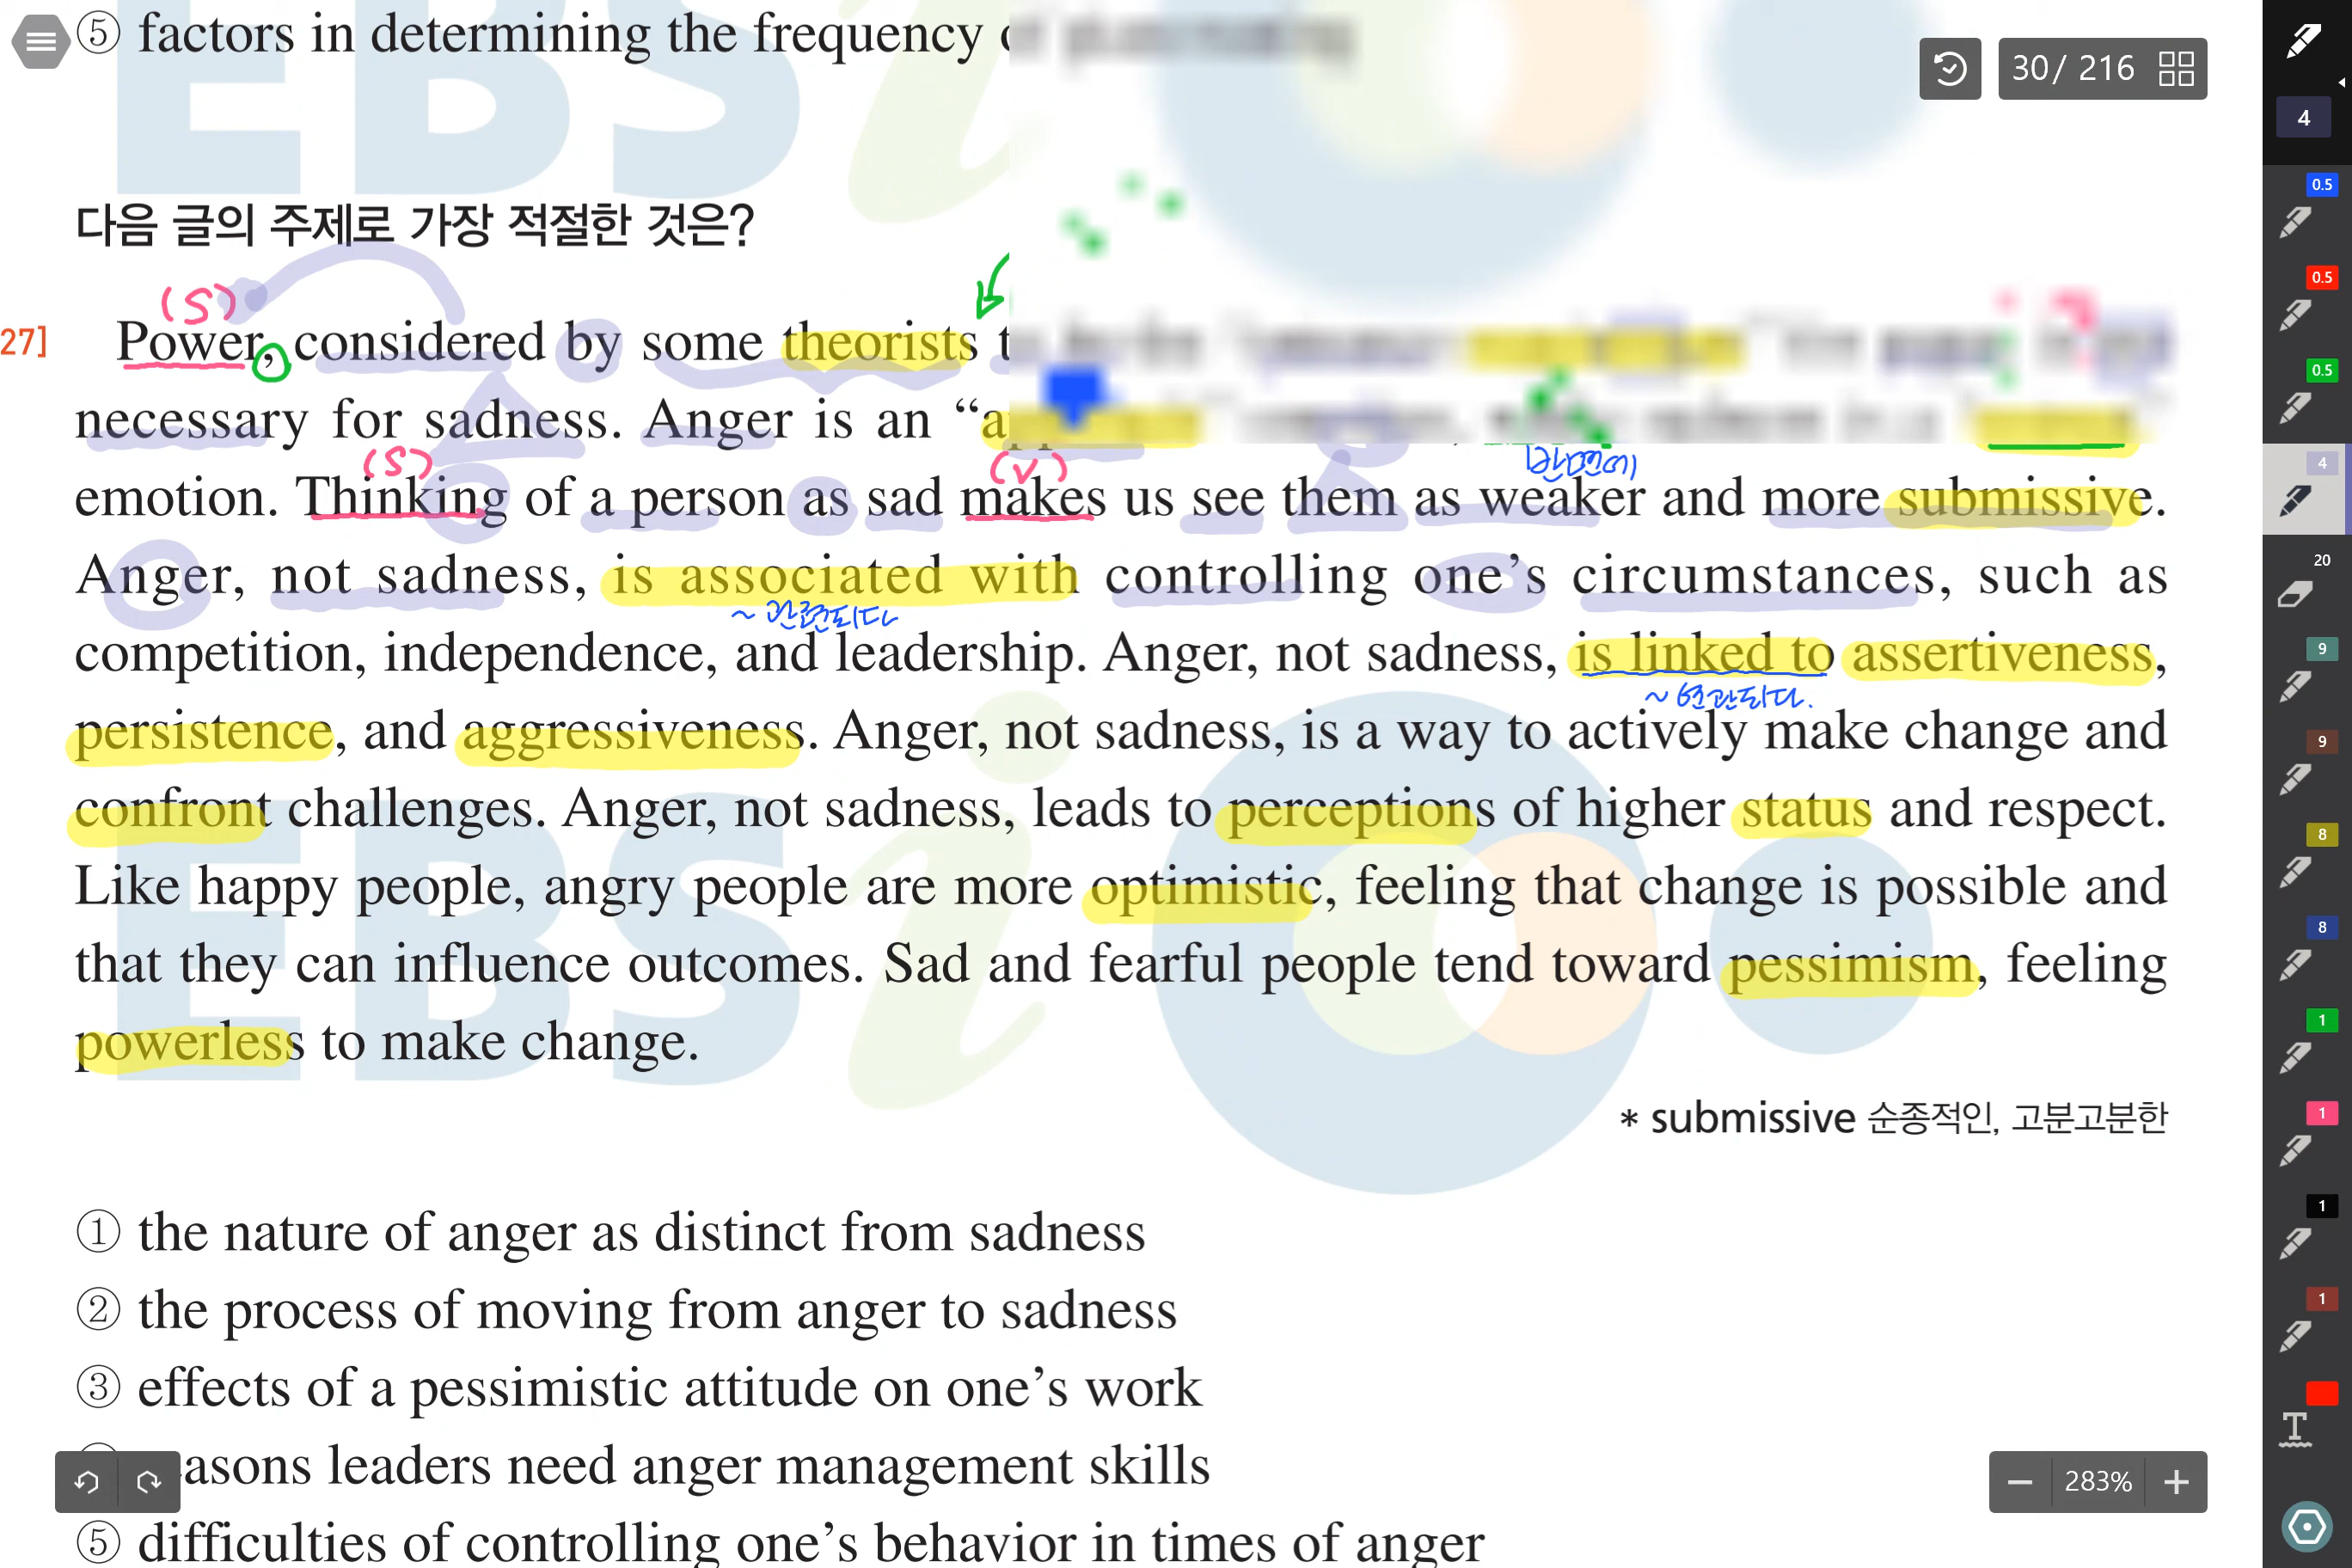 ⑤ factors in determining the frequency
30/ 216
4
다음 글의 주제로 가장 적절한 것은?
(S)
27] Power, considered by some theorists
necessary for sadness. Anger is an “
(S) (V) 반면에
emotion. Thinking of a person as sad makes us see them as weaker and more submissive.
Anger, not sadness, is associated with controlling one’s circumstances, such as
~ 관련되다
competition, independence, and leadership. Anger, not sadness, is linked to assertiveness,
~ 연관되다.
persistence, and aggressiveness. Anger, not sadness, is a way to actively make change and
confront challenges. Anger, not sadness, leads to perceptions of higher status and respect.
Like happy people, angry people are more optimistic, feeling that change is possible and
that they can influence outcomes. Sad and fearful people tend toward pessimism, feeling
powerless to make change.
* submissive 순종적인, 고분고분한
① the nature of anger as distinct from sadness
② the process of moving from anger to sadness
③ effects of a pessimistic attitude on one’s work
asons leaders need anger management skills
⑤ difficulties of controlling one’s behavior in times of anger
283%
0.5
0.5
0.5
4
20
9
9
8
8
1
1
1
1
T
EBSi
EBSi